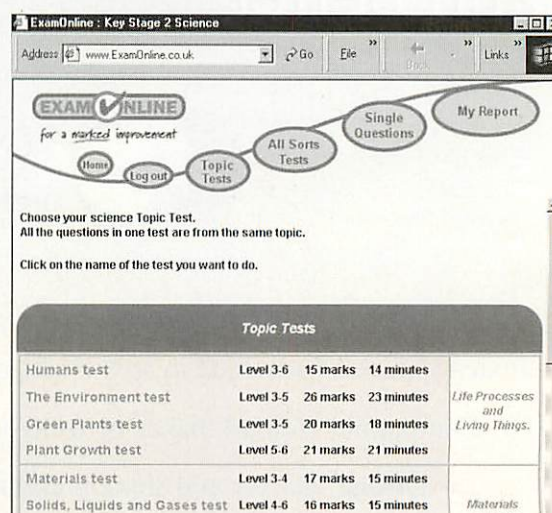 ExamOnline : Key Stage 2 Science
Address www.ExamOnline.co.uk Go File » Back » Links »
EXAM ONLINE
for a marked improvement
Home
Log out
Topic
Tests
All Sorts
Tests
Single
Questions
My Report
Choose your science Topic Test.
All the questions in one test are from the same topic.
Click on the name of the test you want to do.
Topic Tests
Humans test Level 3-6 15 marks 14 minutes
The Environment test Level 3-5 26 marks 23 minutes
Green Plants test Level 3-5 20 marks 18 minutes
Plant Growth test Level 5-6 21 marks 21 minutes
Life Processes
and
Living Things.
Materials test Level 3-4 17 marks 15 minutes
Solids, Liquids and Gases test Level 4-6 16 marks 15 minutes
Materials